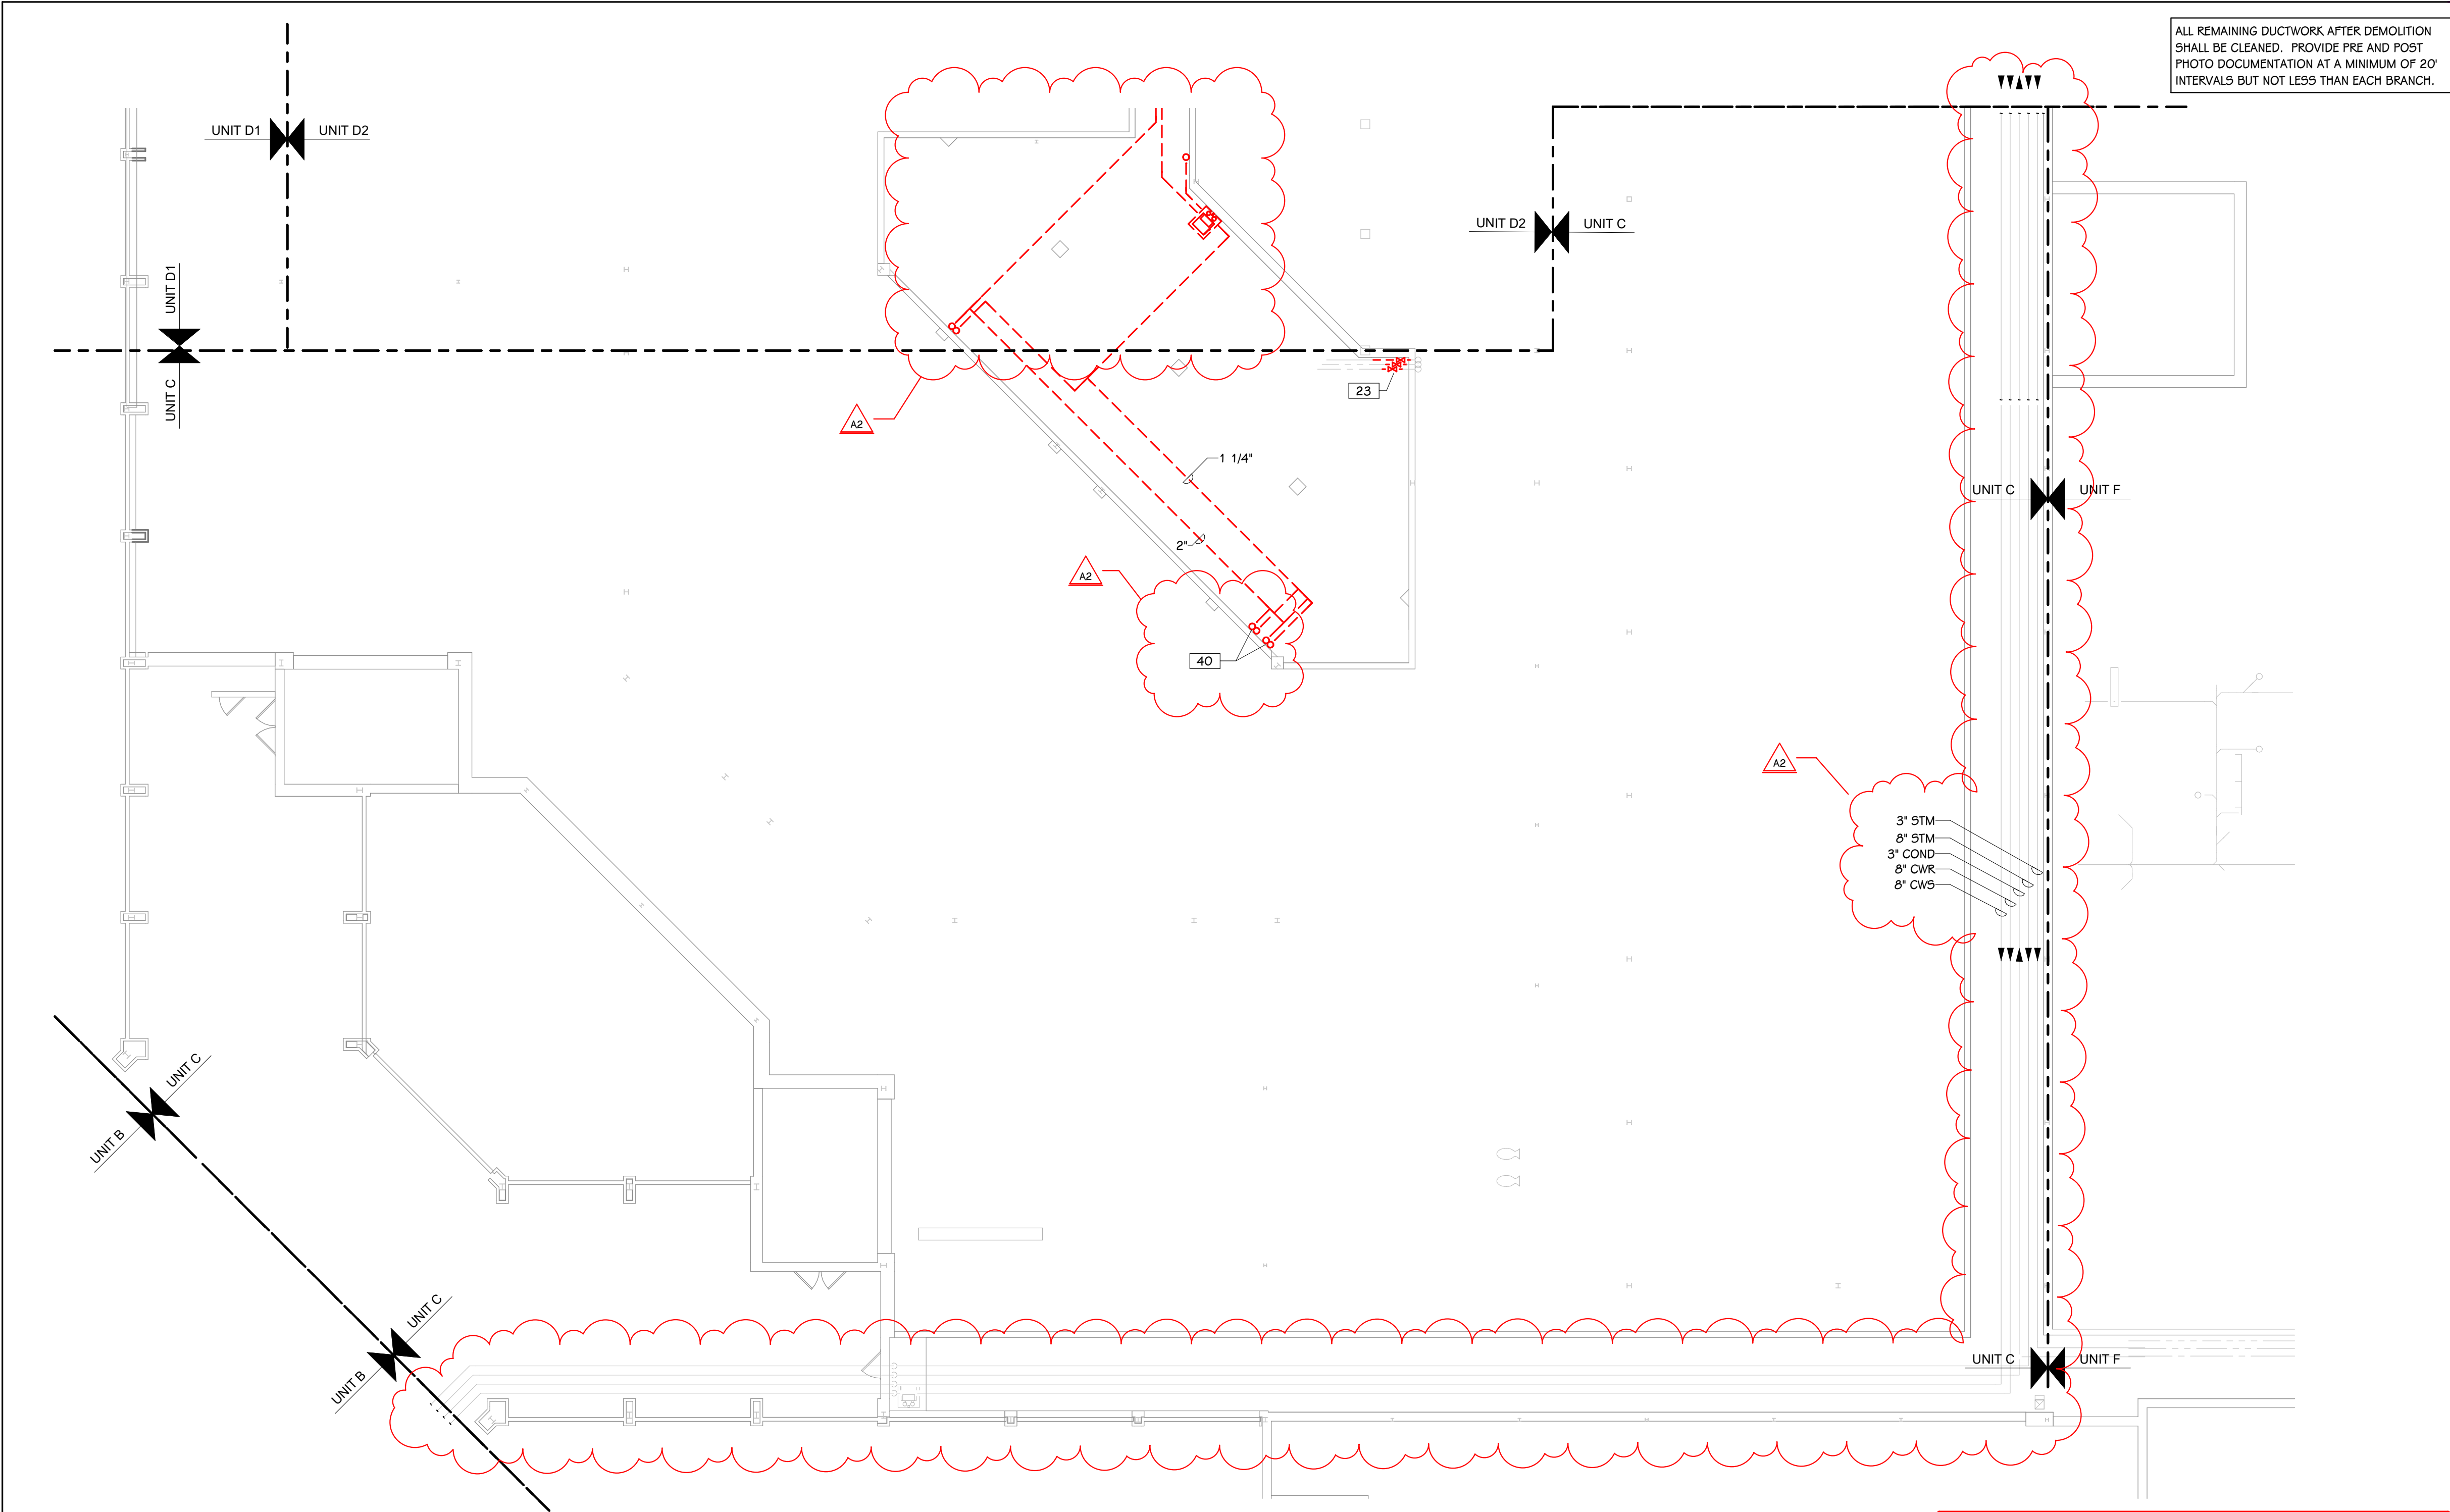 ALL REMAINING DUCTWORK AFTER DEMOLITION
SHALL BE CLEANED. PROVIDE PRE AND POST
PHOTO DOCUMENTATION AT A MINIMUM OF 20'
INTERVALS BUT NOT LESS THAN EACH BRANCH.
UNIT D1
UNIT D2
UNIT D2
UNIT C
UNIT D1
UNIT C
23
A2
1 1/4"
UNIT C
UNIT F
2"
A2
40
A2
3" STM
8" STM
3" COND
8" CWR
8" CWS
UNIT C
UNIT B
UNIT C
UNIT B
UNIT C
UNIT F